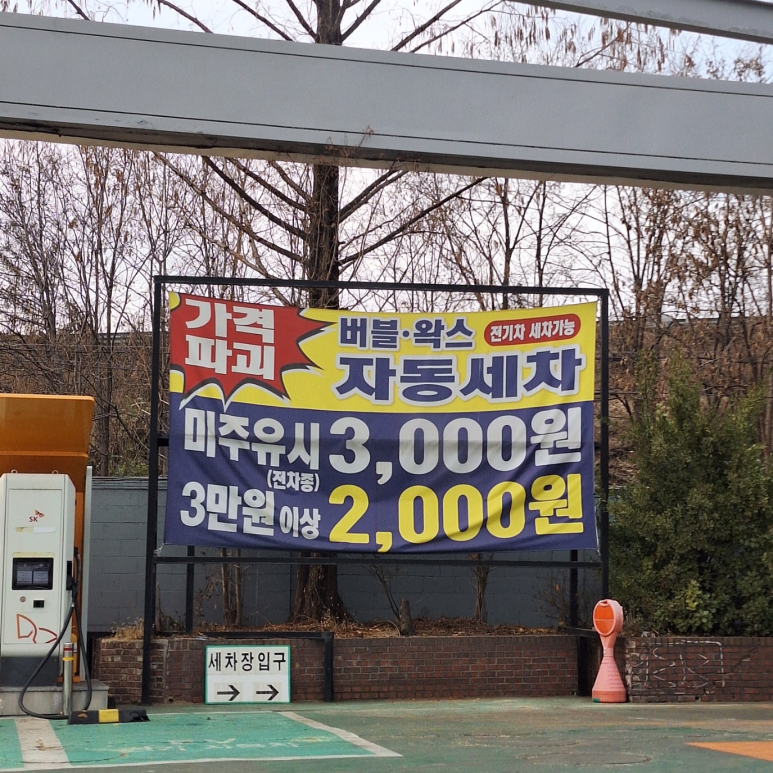 가격
파괴
버블·왁스
전기차 세차가능
자동세차
미주유시 3,000원
(전차종)
3만원 이상 2,000원
SK
세차장입구
→ →